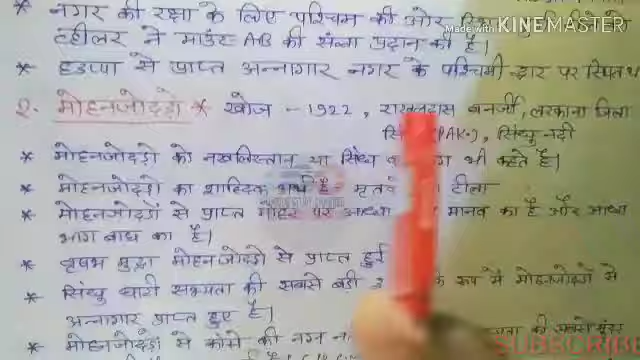 * नगर की रक्षा के लिए पश्चिम की ओर
Made with KINEMASTER
व्हीलर ने माउंट AB की संज्ञा प्रदान की है।
* हडप्पा से प्राप्त अन्नागार नगर के पश्चिमी द्वार पर स्थित थ
2. मोहनजोदड़ो * खोज - 1922, राखलदास बनर्जी, लरकाना जिला
(PAK.), सिन्धु नदी
* मोहनजोदड़ो को नखलिस्तान या सिंध भी कहते है।
* मोहनजोदड़ो का शाब्दिक अर्थ है - टीला
* मोहनजोदड़ो से प्राप्त मोहर पर आधा मानव का है और आधा
भाग बाघ का है।
* वृषभ मुद्रा मोहनजोदड़ो से प्राप्त हुई
* सिंधु घाटी सभ्यता की सबसे बड़ी के रूप में मोहनजोदड़ो से
अन्नागार प्राप्त हुए है।
* मोहनजोदड़ो से कांसे की नग्न की सबसे
SUBSCRIBE